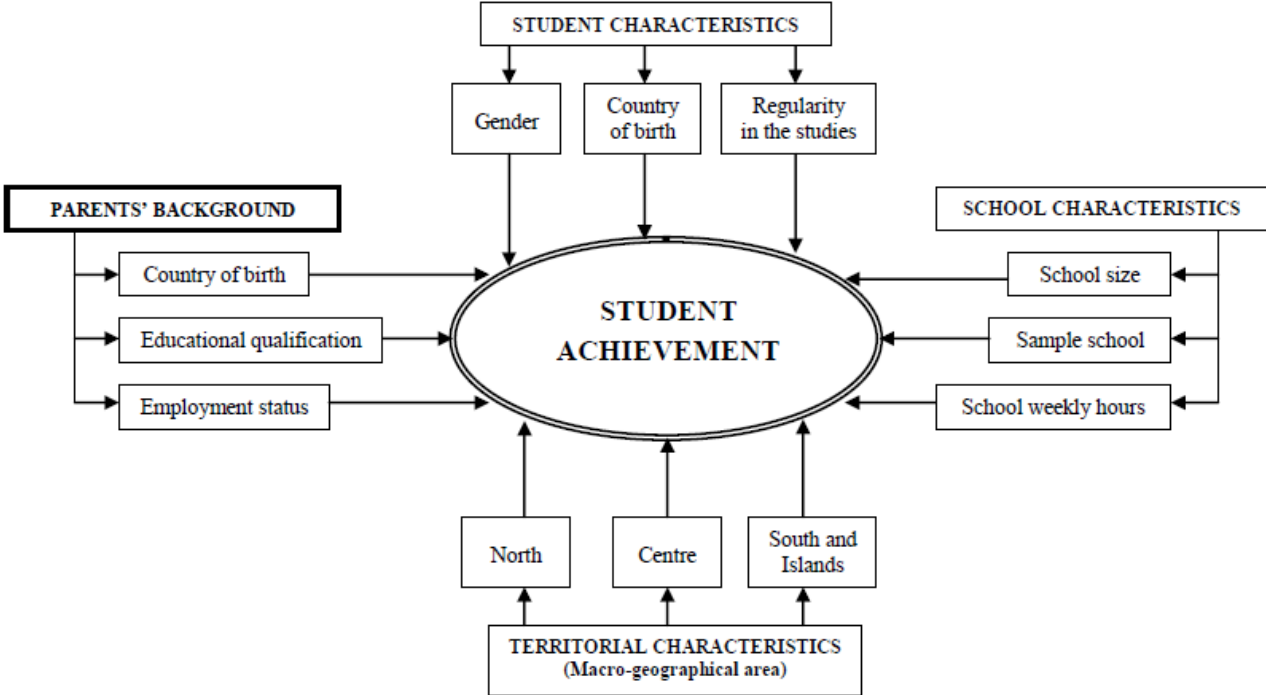 STUDENT CHARACTERISTICS
Gender
Country
of birth
Regularity
in the studies
PARENTS' BACKGROUND
Country of birth
Educational qualification
Employment status
SCHOOL CHARACTERISTICS
School size
Sample school
School weekly hours
STUDENT
ACHIEVEMENT
North
Centre
South and
Islands
TERRITORIAL CHARACTERISTICS
(Macro-geographical area)